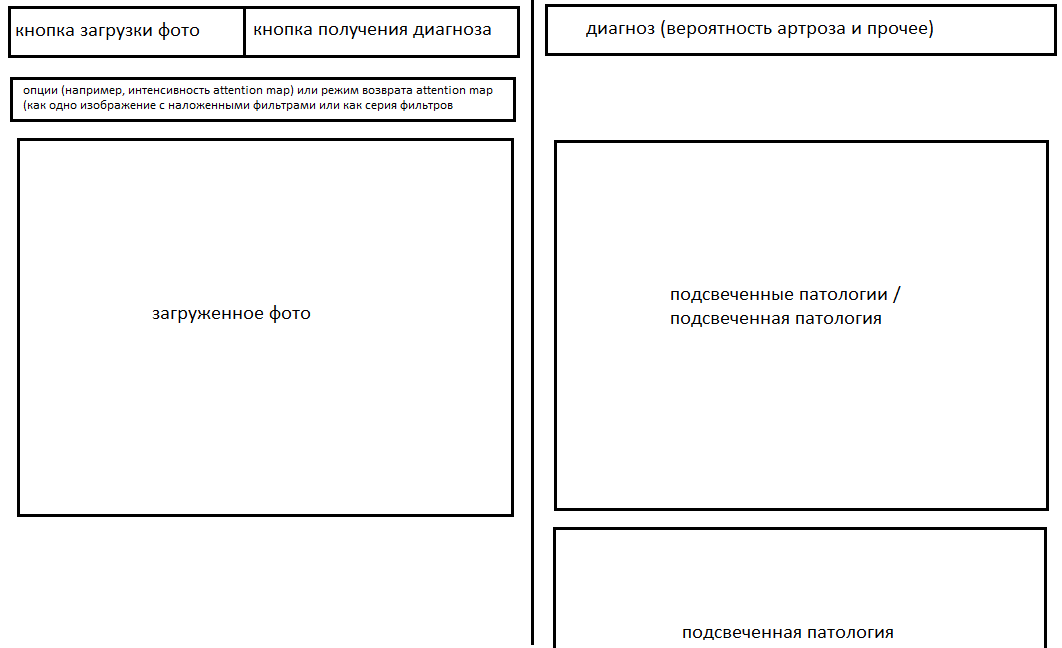 кнопка загрузки фото
кнопка получения диагноза
опции (например, интенсивность attention map) или режим возврата attention map
(как одно изображение с наложенными фильтрами или как серия фильтров
загруженное фото
диагноз (вероятность артроза и прочее)
подсвеченные патологии /
подсвеченная патология
подсвеченная патология